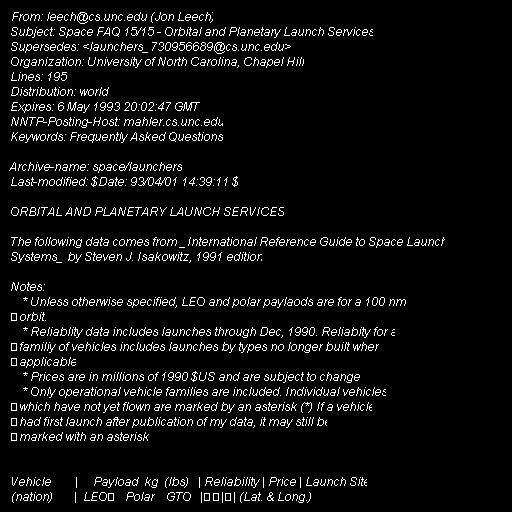 From: leech@cs.unc.edu (Jon Leech)
Subject: Space FAQ 15/15 - Orbital and Planetary Launch Services
Supersedes: <launchers_730956689@cs.unc.edu>
Organization: University of North Carolina, Chapel Hill
Lines: 195
Distribution: world
Expires: 6 May 1993 20:02:47 GMT
NNTP-Posting-Host: mahler.cs.unc.edu
Keywords: Frequently Asked Questions
Archive-name: space/launchers
Last-modified: $Date: 93/04/01 14:39:11 $
ORBITAL AND PLANETARY LAUNCH SERVICES
The following data comes from _International Reference Guide to Space Launch
Systems_ by Steven J. Isakowitz, 1991 edition.
Notes:
* Unless otherwise specified, LEO and polar paylaods are for a 100 nm
orbit.
* Reliablity data includes launches through Dec, 1990. Reliabity for a
familiy of vehicles includes launches by types no longer built when
applicable
* Prices are in millions of 1990 $US and are subject to change
* Only operational vehicle families are included. Individual vehicles
which have not yet flown are marked by an asterisk (*) If a vehicle
had first launch after publication of my data, it may still be
marked with an asterisk
Vehicle | Payload kg (lbs) | Reliability | Price | Launch Site
(nation) | LEO Polar GTO | | | (Lat. & Long.)